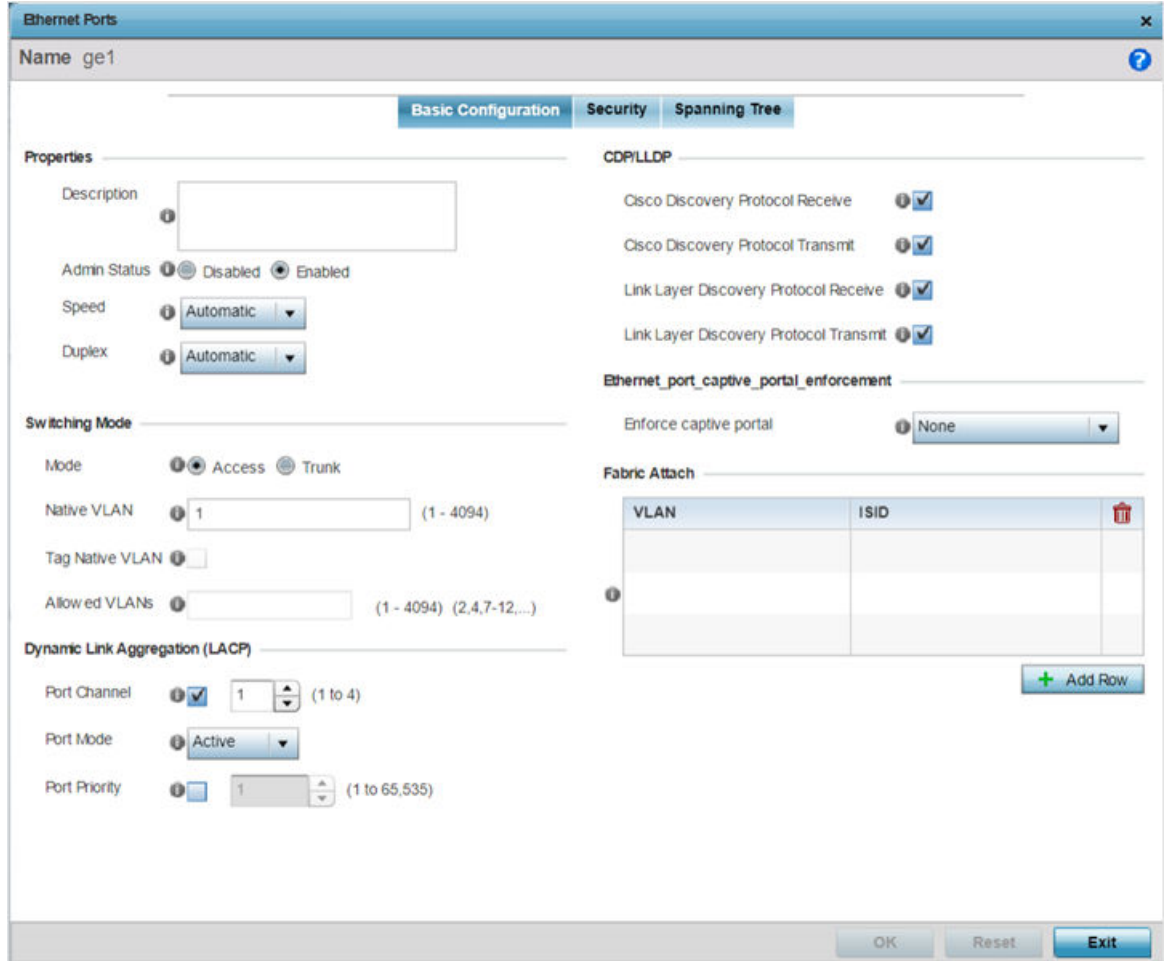 Ethernet Ports
Name ge1
Basic Configuration Security Spanning Tree
Properties
Description
Admin Status Disabled Enabled
Speed Automatic
Duplex Automatic
Switching Mode
Mode Access Trunk
Native VLAN 1 (1 - 4094)
Tag Native VLAN
Allowed VLANs (1 - 4094) (2,4,7-12,...)
Dynamic Link Aggregation (LACP)
Port Channel 1 (1 to 4)
Port Mode Active
Port Priority 1 (1 to 65,535)
CDP/LLDP
Cisco Discovery Protocol Receive
Cisco Discovery Protocol Transmit
Link Layer Discovery Protocol Receive
Link Layer Discovery Protocol Transmit
Ethernet_port_captive_portal_enforcement
Enforce captive portal None
Fabric Attach
VLAN ISID
Add Row
OK Reset Exit